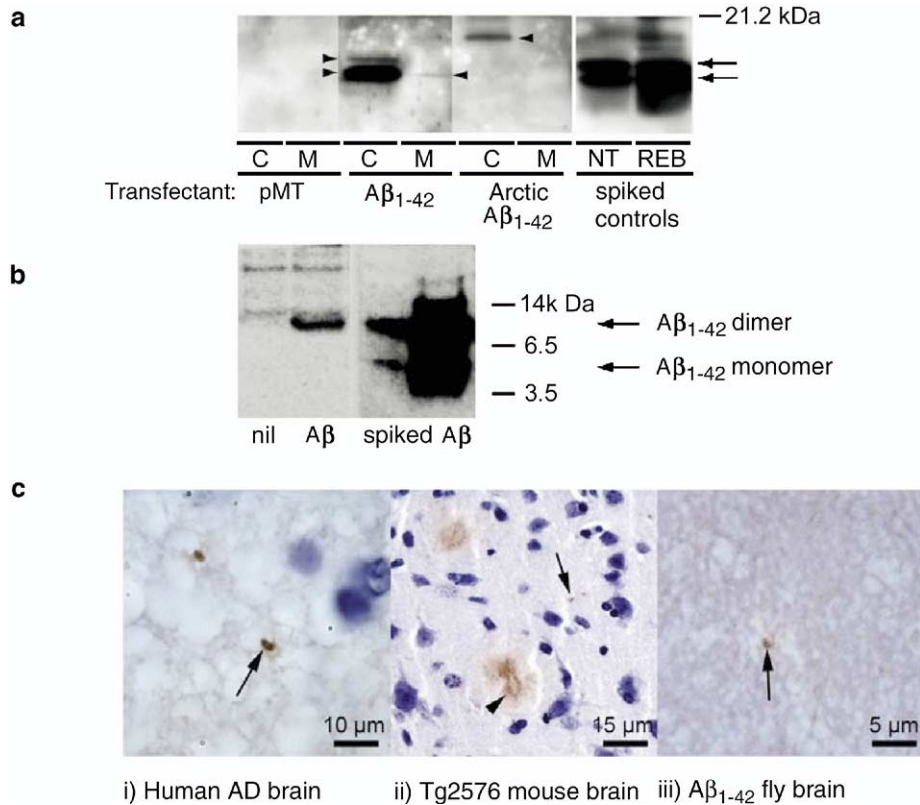 a
21.2 kDa
C M C M C M NT REB
Transfectant: pMT Aβ1-42 Arctic Aβ1-42 spiked controls
b
14k Da
Aβ1-42 dimer
6.5
Aβ1-42 monomer
3.5
nil Aβ spiked Aβ
c
10 µm 15 µm 5 µm
i) Human AD brain ii) Tg2576 mouse brain iii) Aβ1-42 fly brain